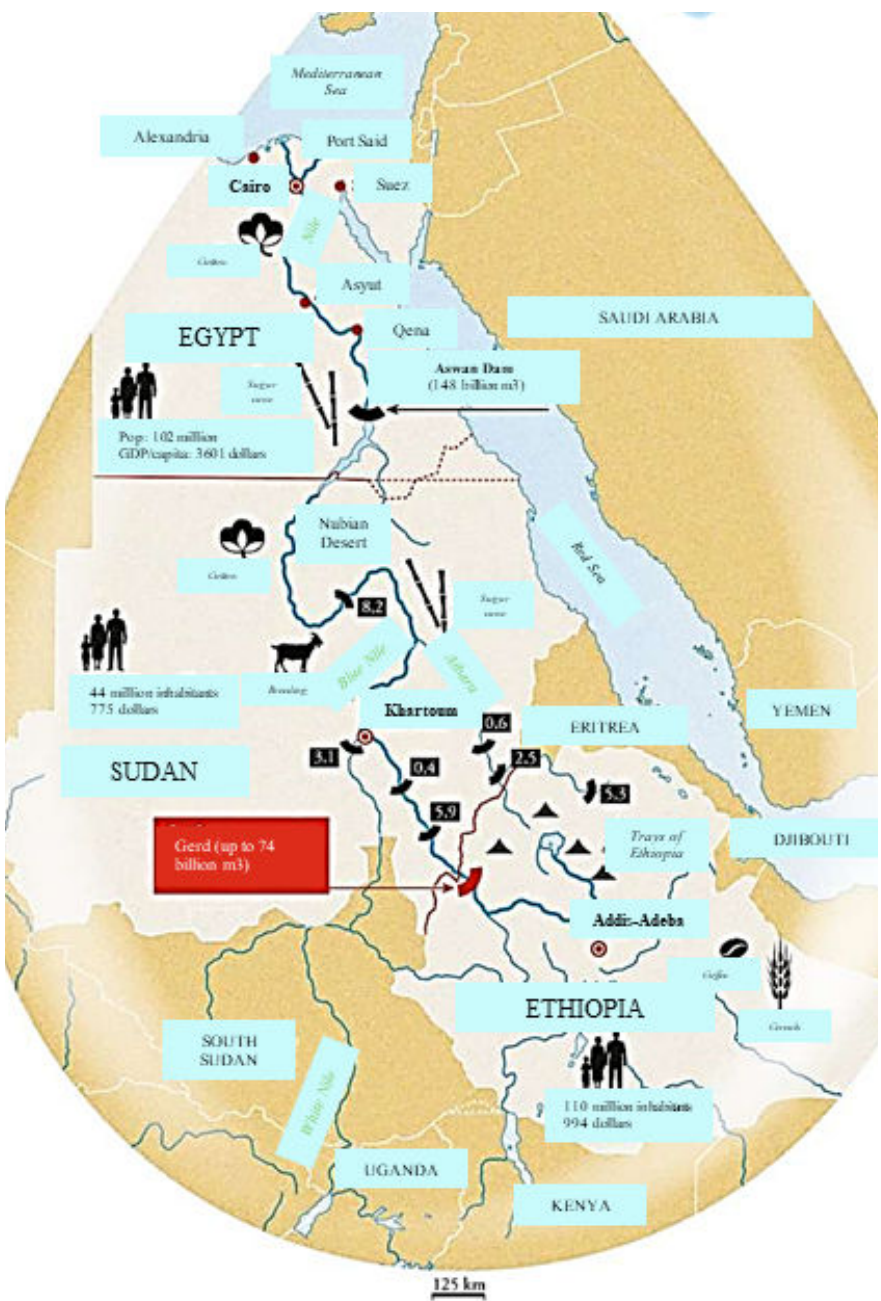 Mediterranean
Sea
Alexandria
Port Said
Cairo
Suez
Nile
Cotton
Asyut
Qena
SAUDI ARABIA
EGYPT
Aswan Dam
(148 billion m3)
Sugar
cane
Pop: 102 million
GDP/capita: 3601 dollars
Nubian
Desert
Red Sea
Cotton
Sugar
cane
8.2
Blue Nile
Atbara
44 million inhabitants
775 dollars
Khartoum
YEMEN
ERITREA
SUDAN
3.1
0.6
2.5
0.4
5.3
5.9
Gerd (up to 74
billion m3)
Trays of
Ethiopia
DJIBOUTI
Addis-Adeba
ETHIOPIA
SOUTH
SUDAN
White Nile
110 million inhabitants
994 dollars
UGANDA
KENYA
125 km